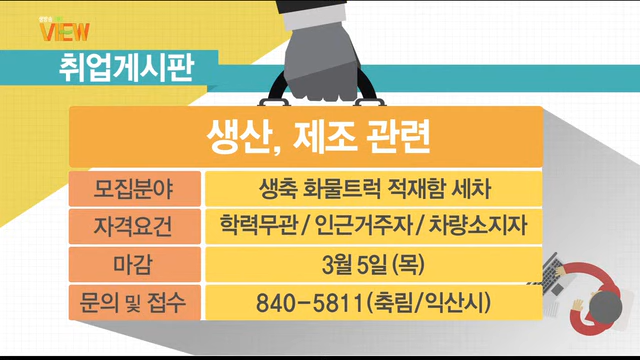 VIEW
취업게시판
생산, 제조 관련
모집분야 생축 화물트럭 적재함 세차
자격요건 학력무관 / 인근거주자 / 차량소지자
마감 3월 5일 (목)
문의 및 접수 840-5811(축림/익산시)